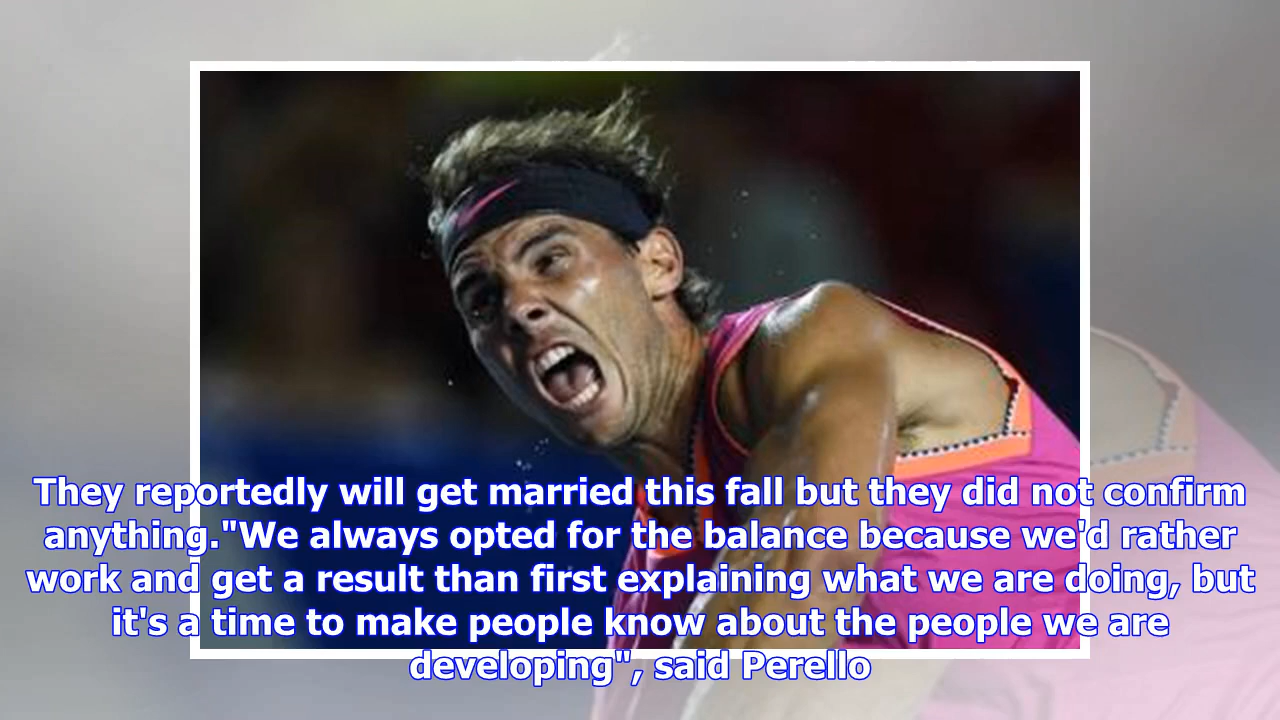 They reportedly will get married this fall but they did not confirm
anything."We always opted for the balance because we'd rather
work and get a result than first explaining what we are doing, but
it's a time to make people know about the people we are
developing", said Perello